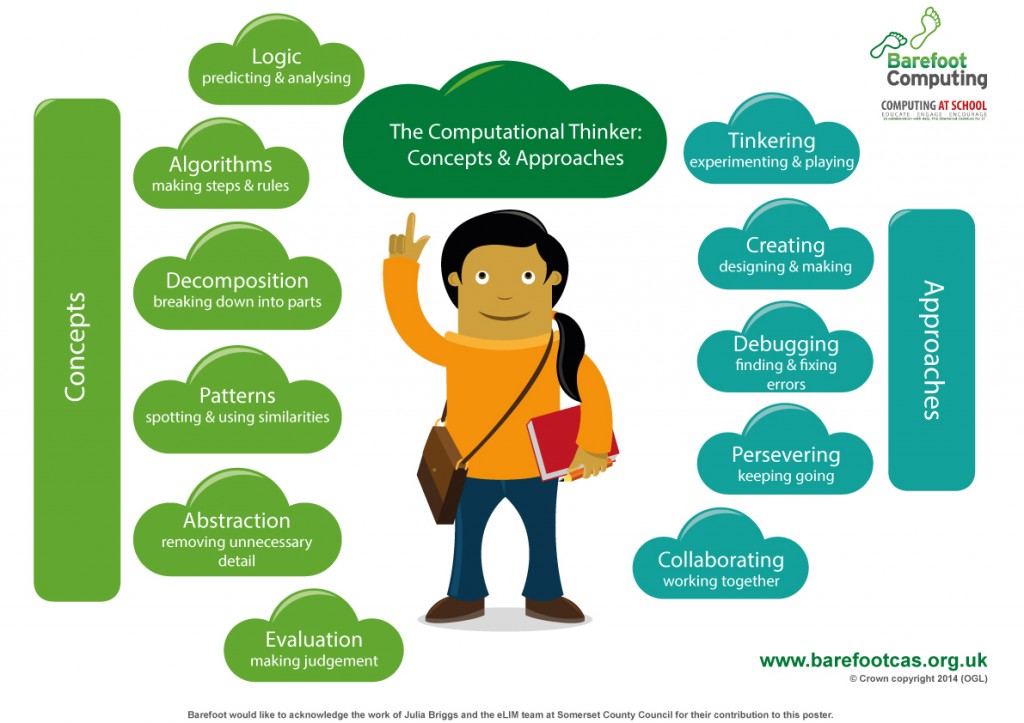 The Computational Thinker:
Concepts & Approaches
Concepts
Logic
predicting & analysing
Algorithms
making steps & rules
Decomposition
breaking down into parts
Patterns
spotting & using similarities
Abstraction
removing unnecessary
detail
Evaluation
making judgement
Approaches
Tinkering
experimenting & playing
Creating
designing & making
Debugging
finding & fixing
errors
Persevering
keeping going
Collaborating
working together
Barefoot
Computing
COMPUTING AT SCHOOL
EDUCATE ENGAGE ENCOURAGE
www.barefootcas.org.uk
© Crown copyright 2014 (OGL)
Barefoot would like to acknowledge the work of Julia Briggs and the eLIM team at Somerset County Council for their contribution to this poster.